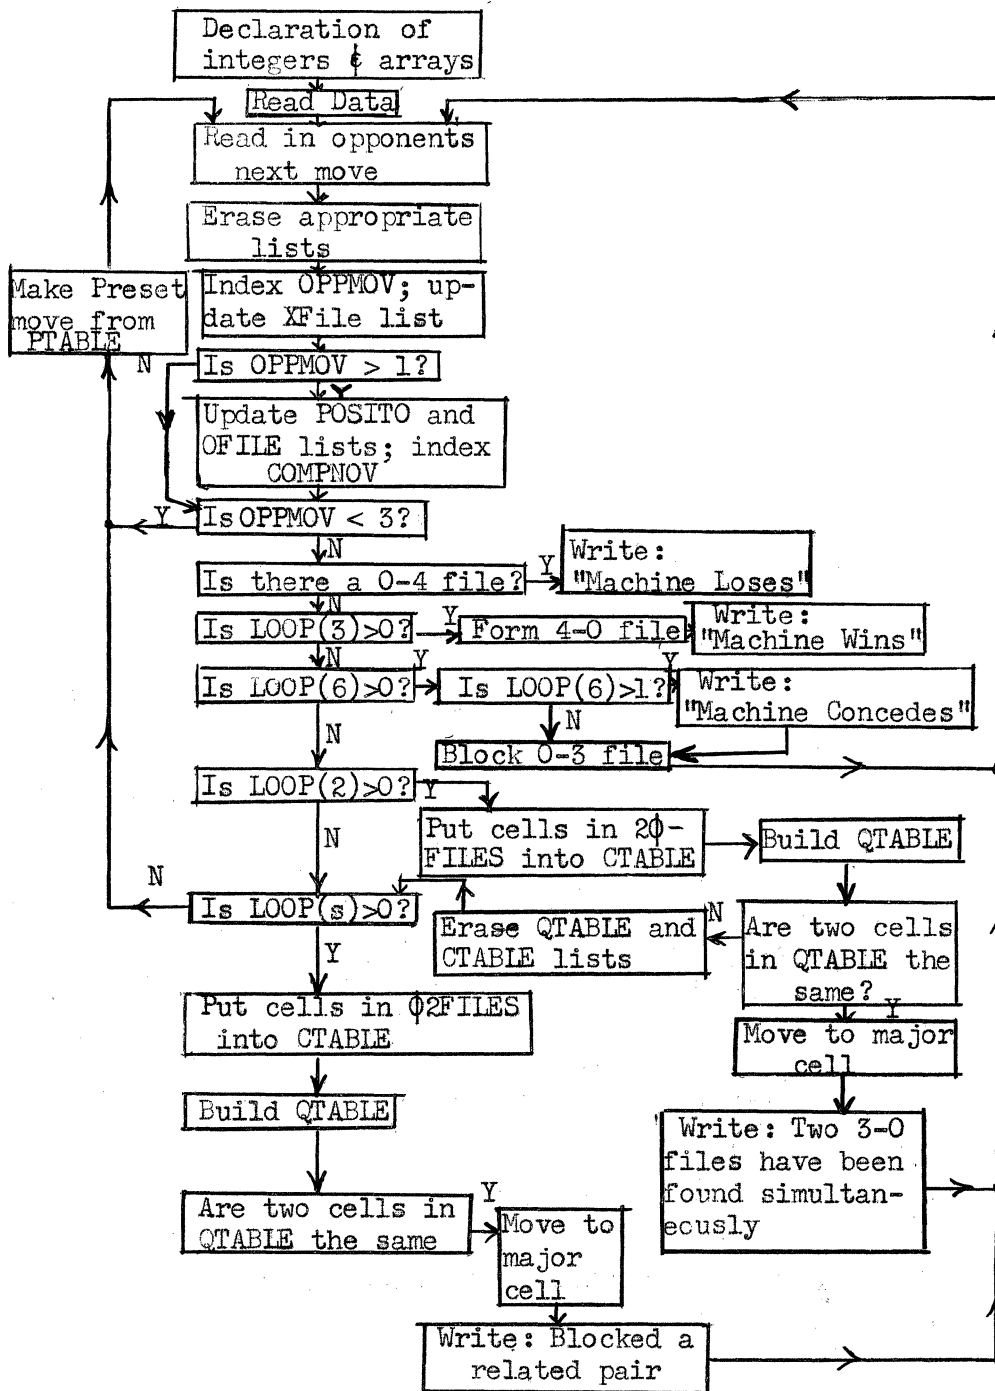 Declaration of
integers ¢ arrays
Read Data
Read in opponents
next move
Erase appropriate
lists
Make Preset
move from
PTABLE
Index OPPMOV; up-
date XFile list
N
Is OPPMOV > 1?
Y
Update POSITO and
OFILE lists; index
COMPNOV
Y
Is OPPMOV < 3?
N
Is there a 0-4 file?
Y
Write:
"Machine Loses"
N
Is LOOP(3)>0?
Y
Form 4-0 file
Write:
"Machine Wins"
N
Is LOOP(6)>0?
Y
Is LOOP(6)>1?
Y
Write:
"Machine Concedes"
N
N
Block 0-3 file
Is LOOP(2)>0?
Y
Put cells in 2ϕ-
FILES into CTABLE
Build QTABLE
N
N
Is LOOP(s)>0?
Erase QTABLE and
CTABLE lists
N
Are two cells
in QTABLE the
same?
Y
Y
Put cells in ϕ2FILES
into CTABLE
Move to major
cell
Build QTABLE
Write: Two 3-0
files have been
found simultan-
ecusly
Are two cells in
QTABLE the same
Y
Move to
major
cell
Write: Blocked a
related pair